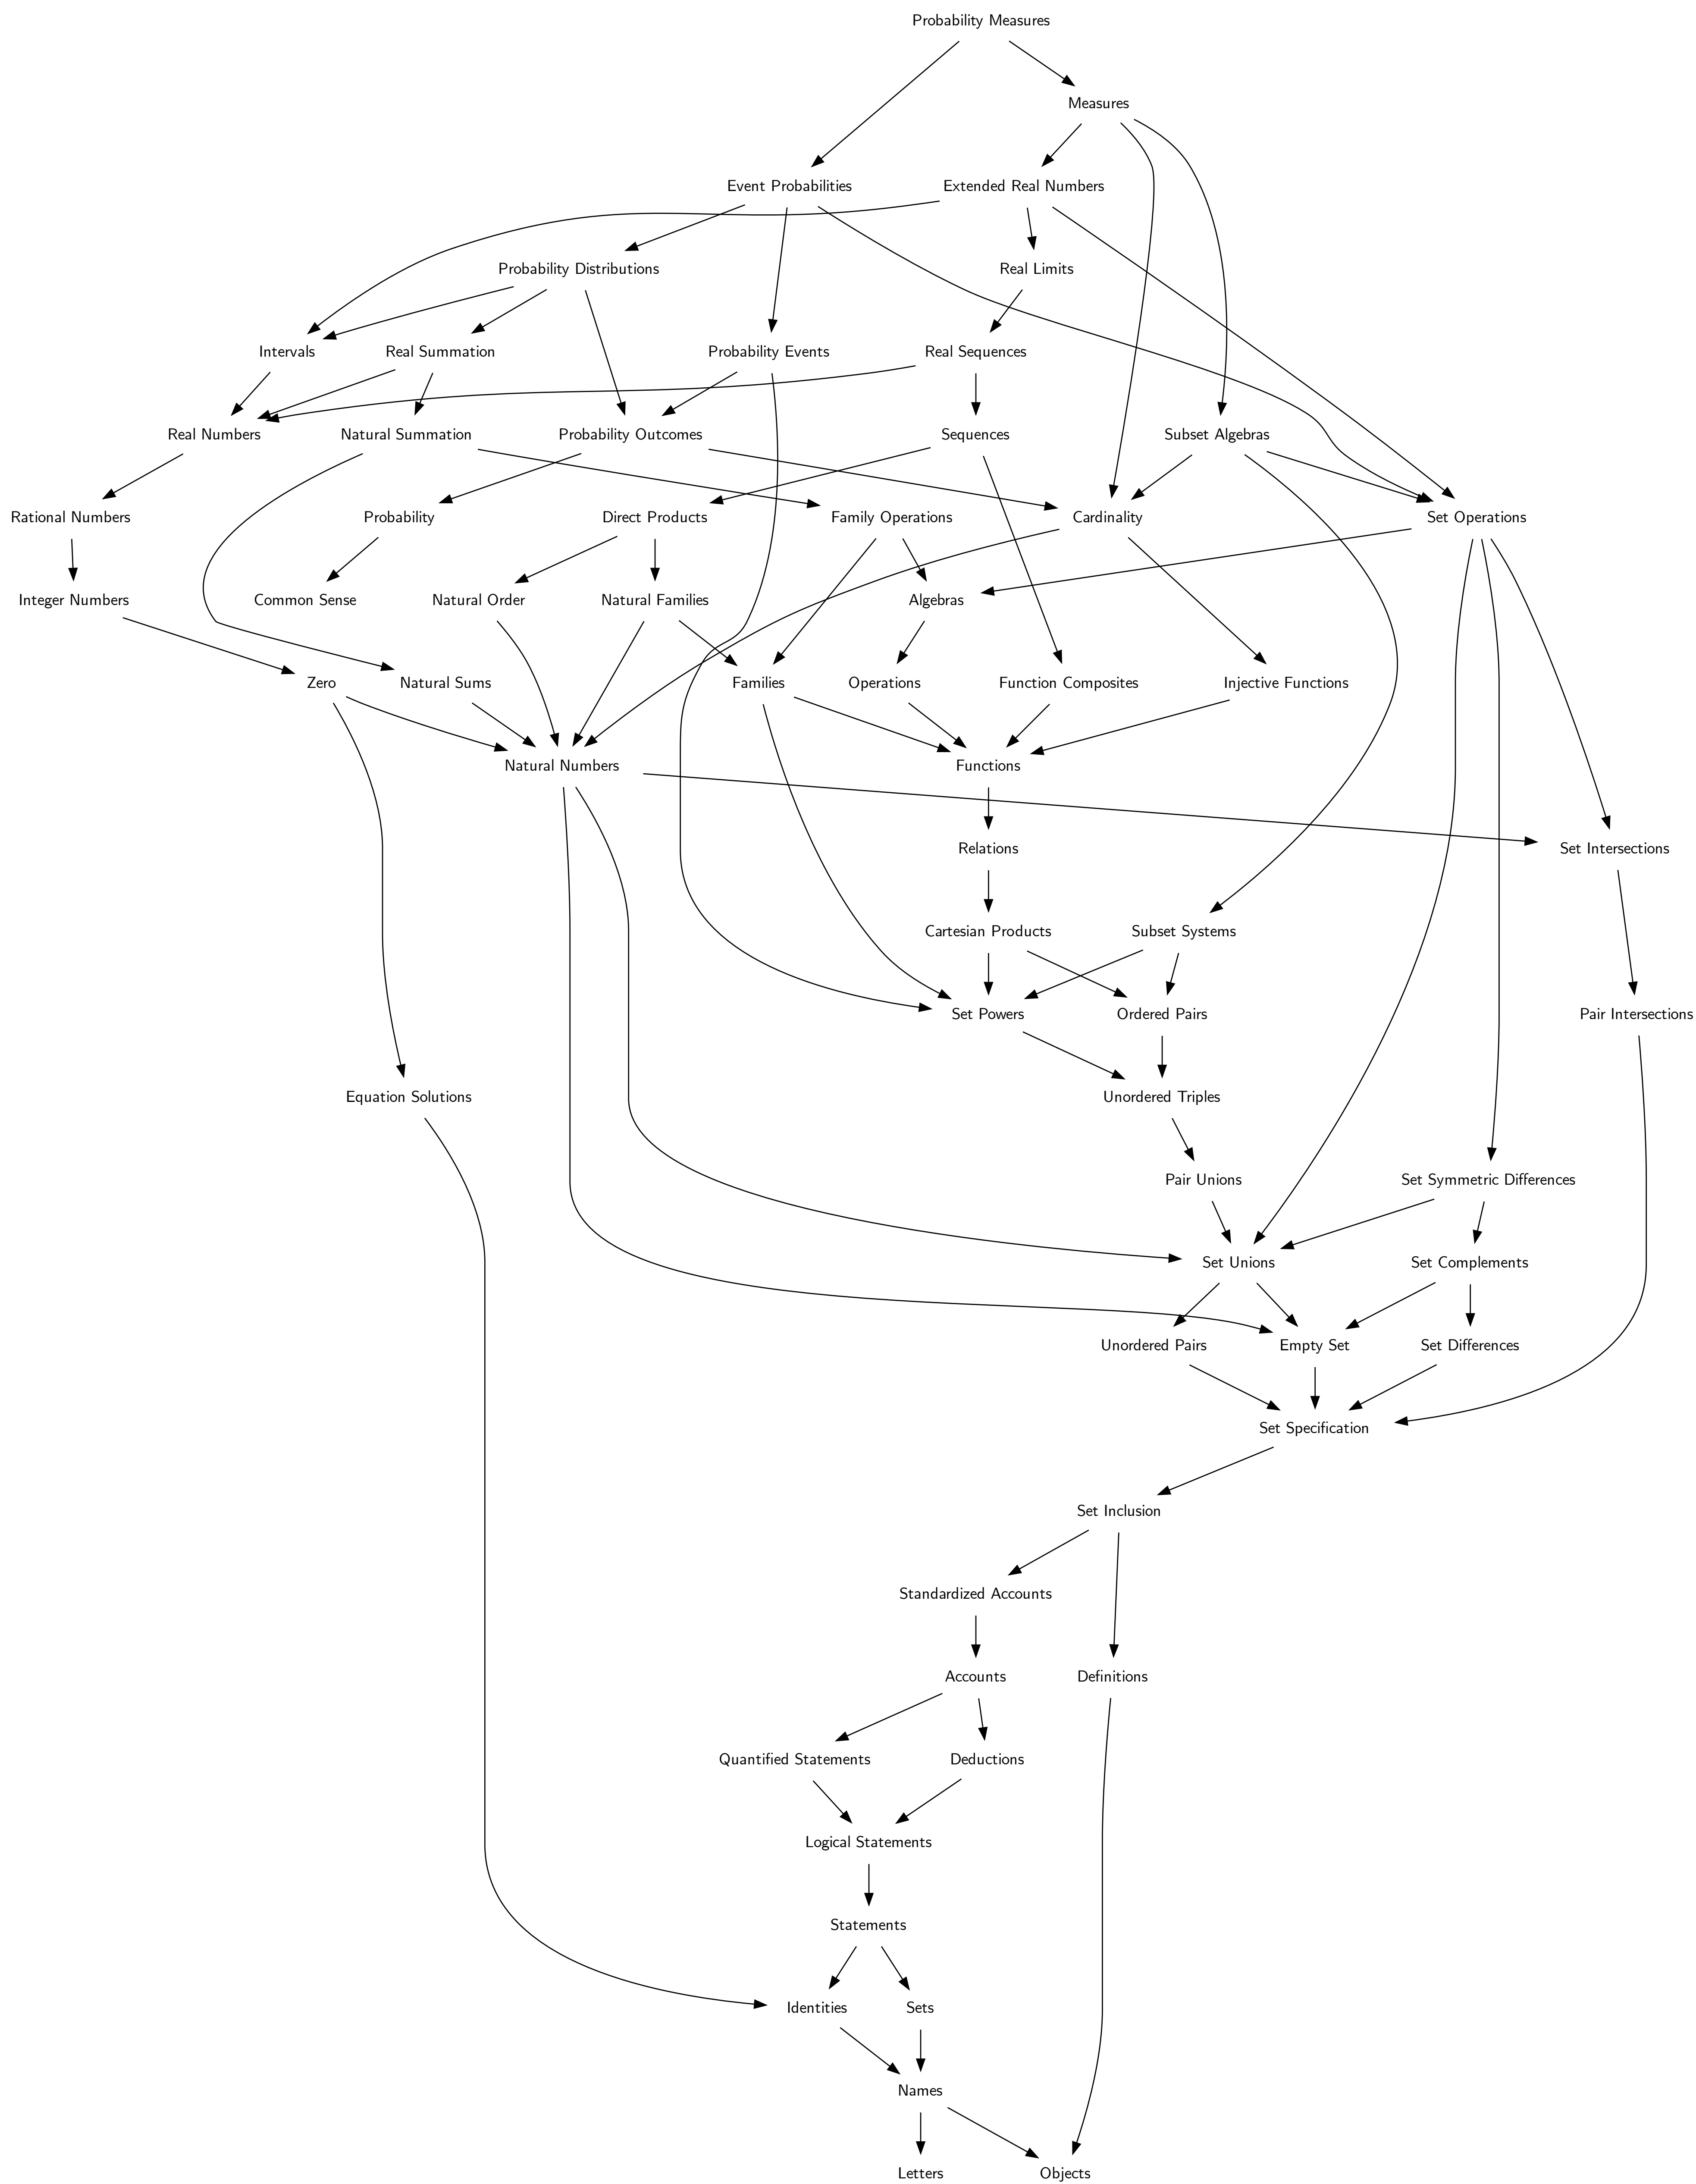 Probability Measures
Measures
Event Probabilities
Extended Real Numbers
Probability Distributions
Real Limits
Intervals
Real Summation
Probability Events
Real Sequences
Real Numbers
Natural Summation
Probability Outcomes
Sequences
Subset Algebras
Rational Numbers
Probability
Direct Products
Family Operations
Cardinality
Set Operations
Integer Numbers
Common Sense
Natural Order
Natural Families
Algebras
Zero
Natural Sums
Families
Operations
Function Composites
Injective Functions
Natural Numbers
Functions
Relations
Set Intersections
Cartesian Products
Subset Systems
Set Powers
Ordered Pairs
Pair Intersections
Equation Solutions
Unordered Triples
Pair Unions
Set Symmetric Differences
Set Unions
Set Complements
Unordered Pairs
Empty Set
Set Differences
Set Specification
Set Inclusion
Standardized Accounts
Accounts
Definitions
Quantified Statements
Deductions
Logical Statements
Statements
Identities
Sets
Names
Letters
Objects